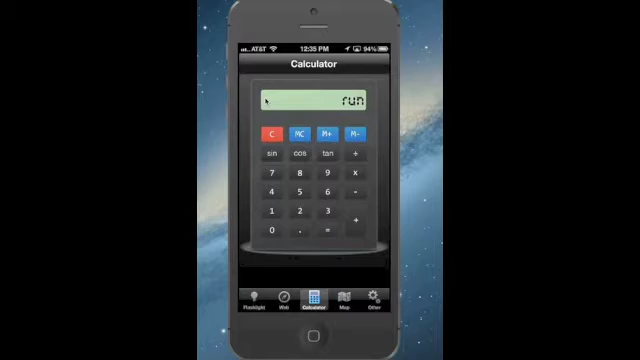 AT&T 12:35 PM 94%
Calculator
run
C MC M+ M-
sin cos tan ÷
7 8 9 x
4 5 6 -
1 2 3 +
0 . =
Flashlight Web Calculator Map Other